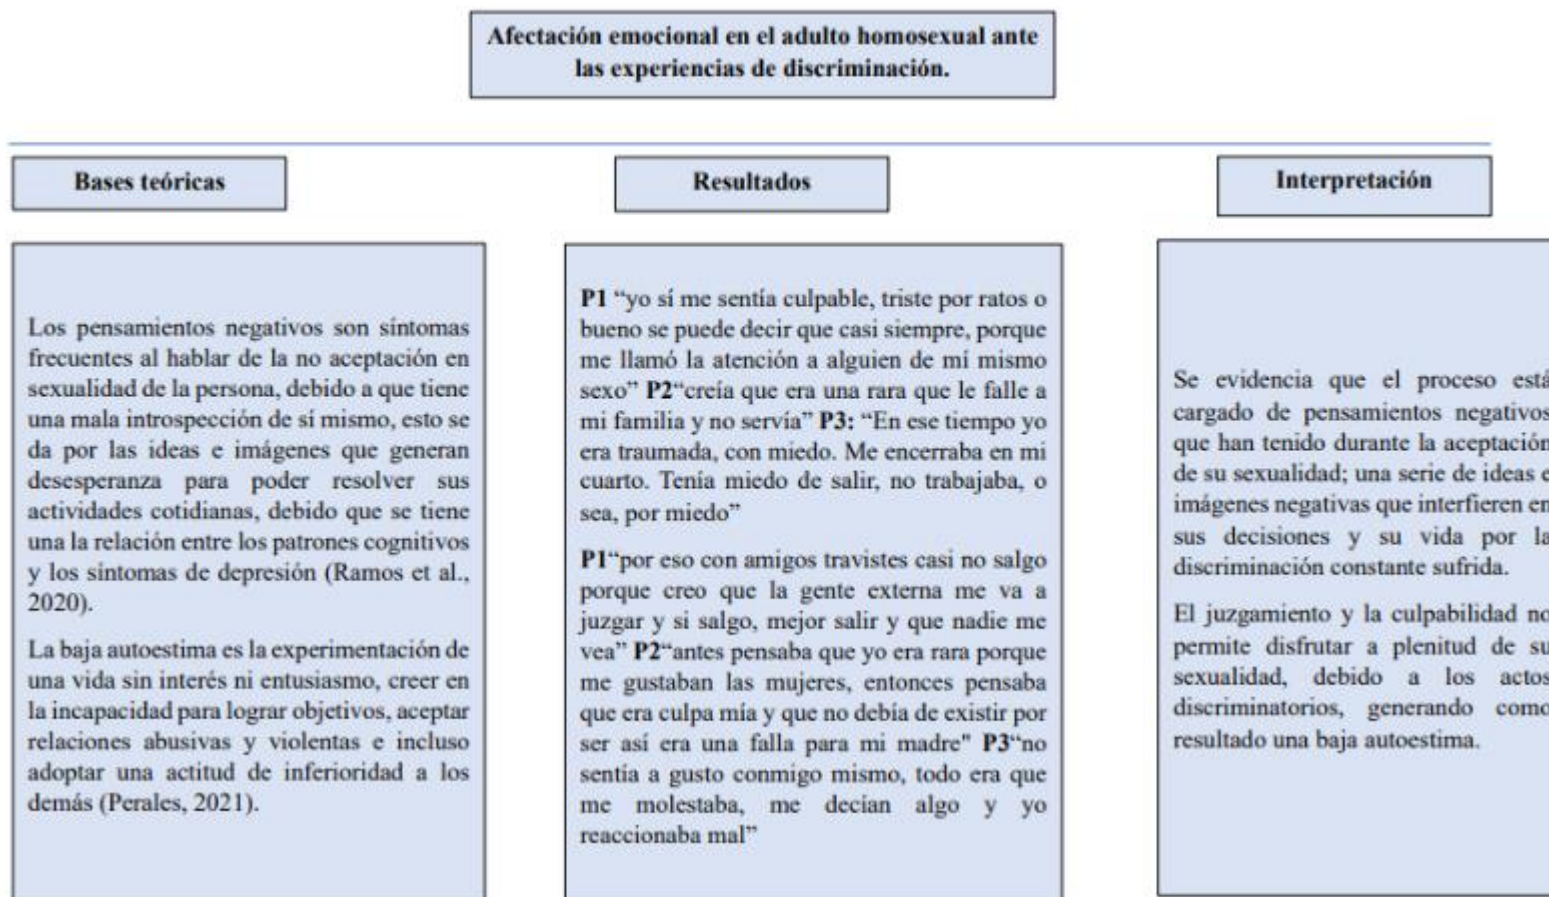 Afectación emocional en el adulto homosexual ante
las experiencias de discriminación.
Bases teóricas
Resultados
Interpretación
Los pensamientos negativos son síntomas
frecuentes al hablar de la no aceptación en
sexualidad de la persona, debido a que tiene
una mala introspección de sí mismo, esto se
da por las ideas e imágenes que generan
desesperanza para poder resolver sus
actividades cotidianas, debido que se tiene
una la relación entre los patrones cognitivos
y los síntomas de depresión (Ramos et al.,
2020).
La baja autoestima es la experimentación de
una vida sin interés ni entusiasmo, creer en
la incapacidad para lograr objetivos, aceptar
relaciones abusivas y violentas e incluso
adoptar una actitud de inferioridad a los
demás (Perales, 2021).
P1 “yo sí me sentía culpable, triste por ratos o
bueno se puede decir que casi siempre, porque
me llamó la atención a alguien de mí mismo
sexo” P2“creía que era una rara que le falle a
mi familia y no servía” P3: “En ese tiempo yo
era traumada, con miedo. Me encerraba en mi
cuarto. Tenía miedo de salir, no trabajaba, o
sea, por miedo”
P1“por eso con amigos travistes casi no salgo
porque creo que la gente externa me va a
juzgar y si salgo, mejor salir y que nadie me
vea” P2“antes pensaba que yo era rara porque
me gustaban las mujeres, entonces pensaba
que era culpa mía y que no debía de existir por
ser así era una falla para mi madre" P3“no
sentía a gusto conmigo mismo, todo era que
me molestaba, me decían algo y yo
reaccionaba mal”
Se evidencia que el proceso está
cargado de pensamientos negativos
que han tenido durante la aceptación
de su sexualidad; una serie de ideas e
imágenes negativas que interfieren en
sus decisiones y su vida por la
discriminación constante sufrida.
El juzgamiento y la culpabilidad no
permite disfrutar a plenitud de su
sexualidad, debido a los actos
discriminatorios, generando como
resultado una baja autoestima.